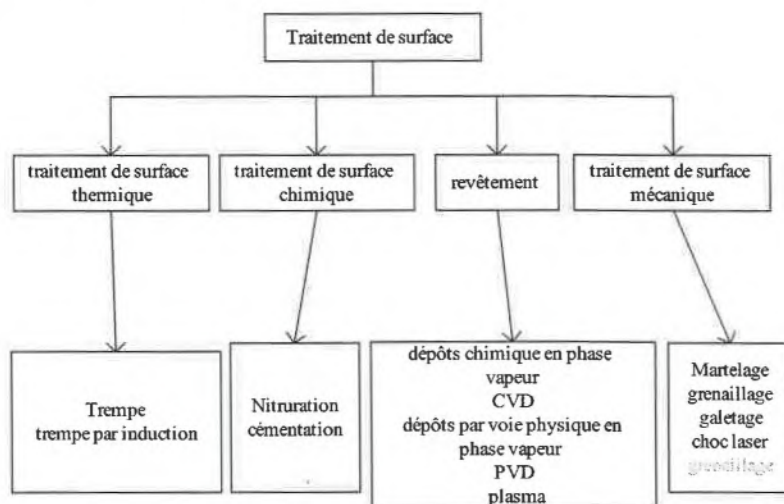 Traitement de surface
traitement de surface
thermique
traitement de surface
chimique
revêtement
traitement de surface
mécanique
Trempe
trempe par induction
Nitruration
cémentation
dépôts chimique en phase
vapeur
CVD
dépôts par voie physique en
phase vapeur
PVD
plasma
Martelage
grenaillage
galetage
choc laser